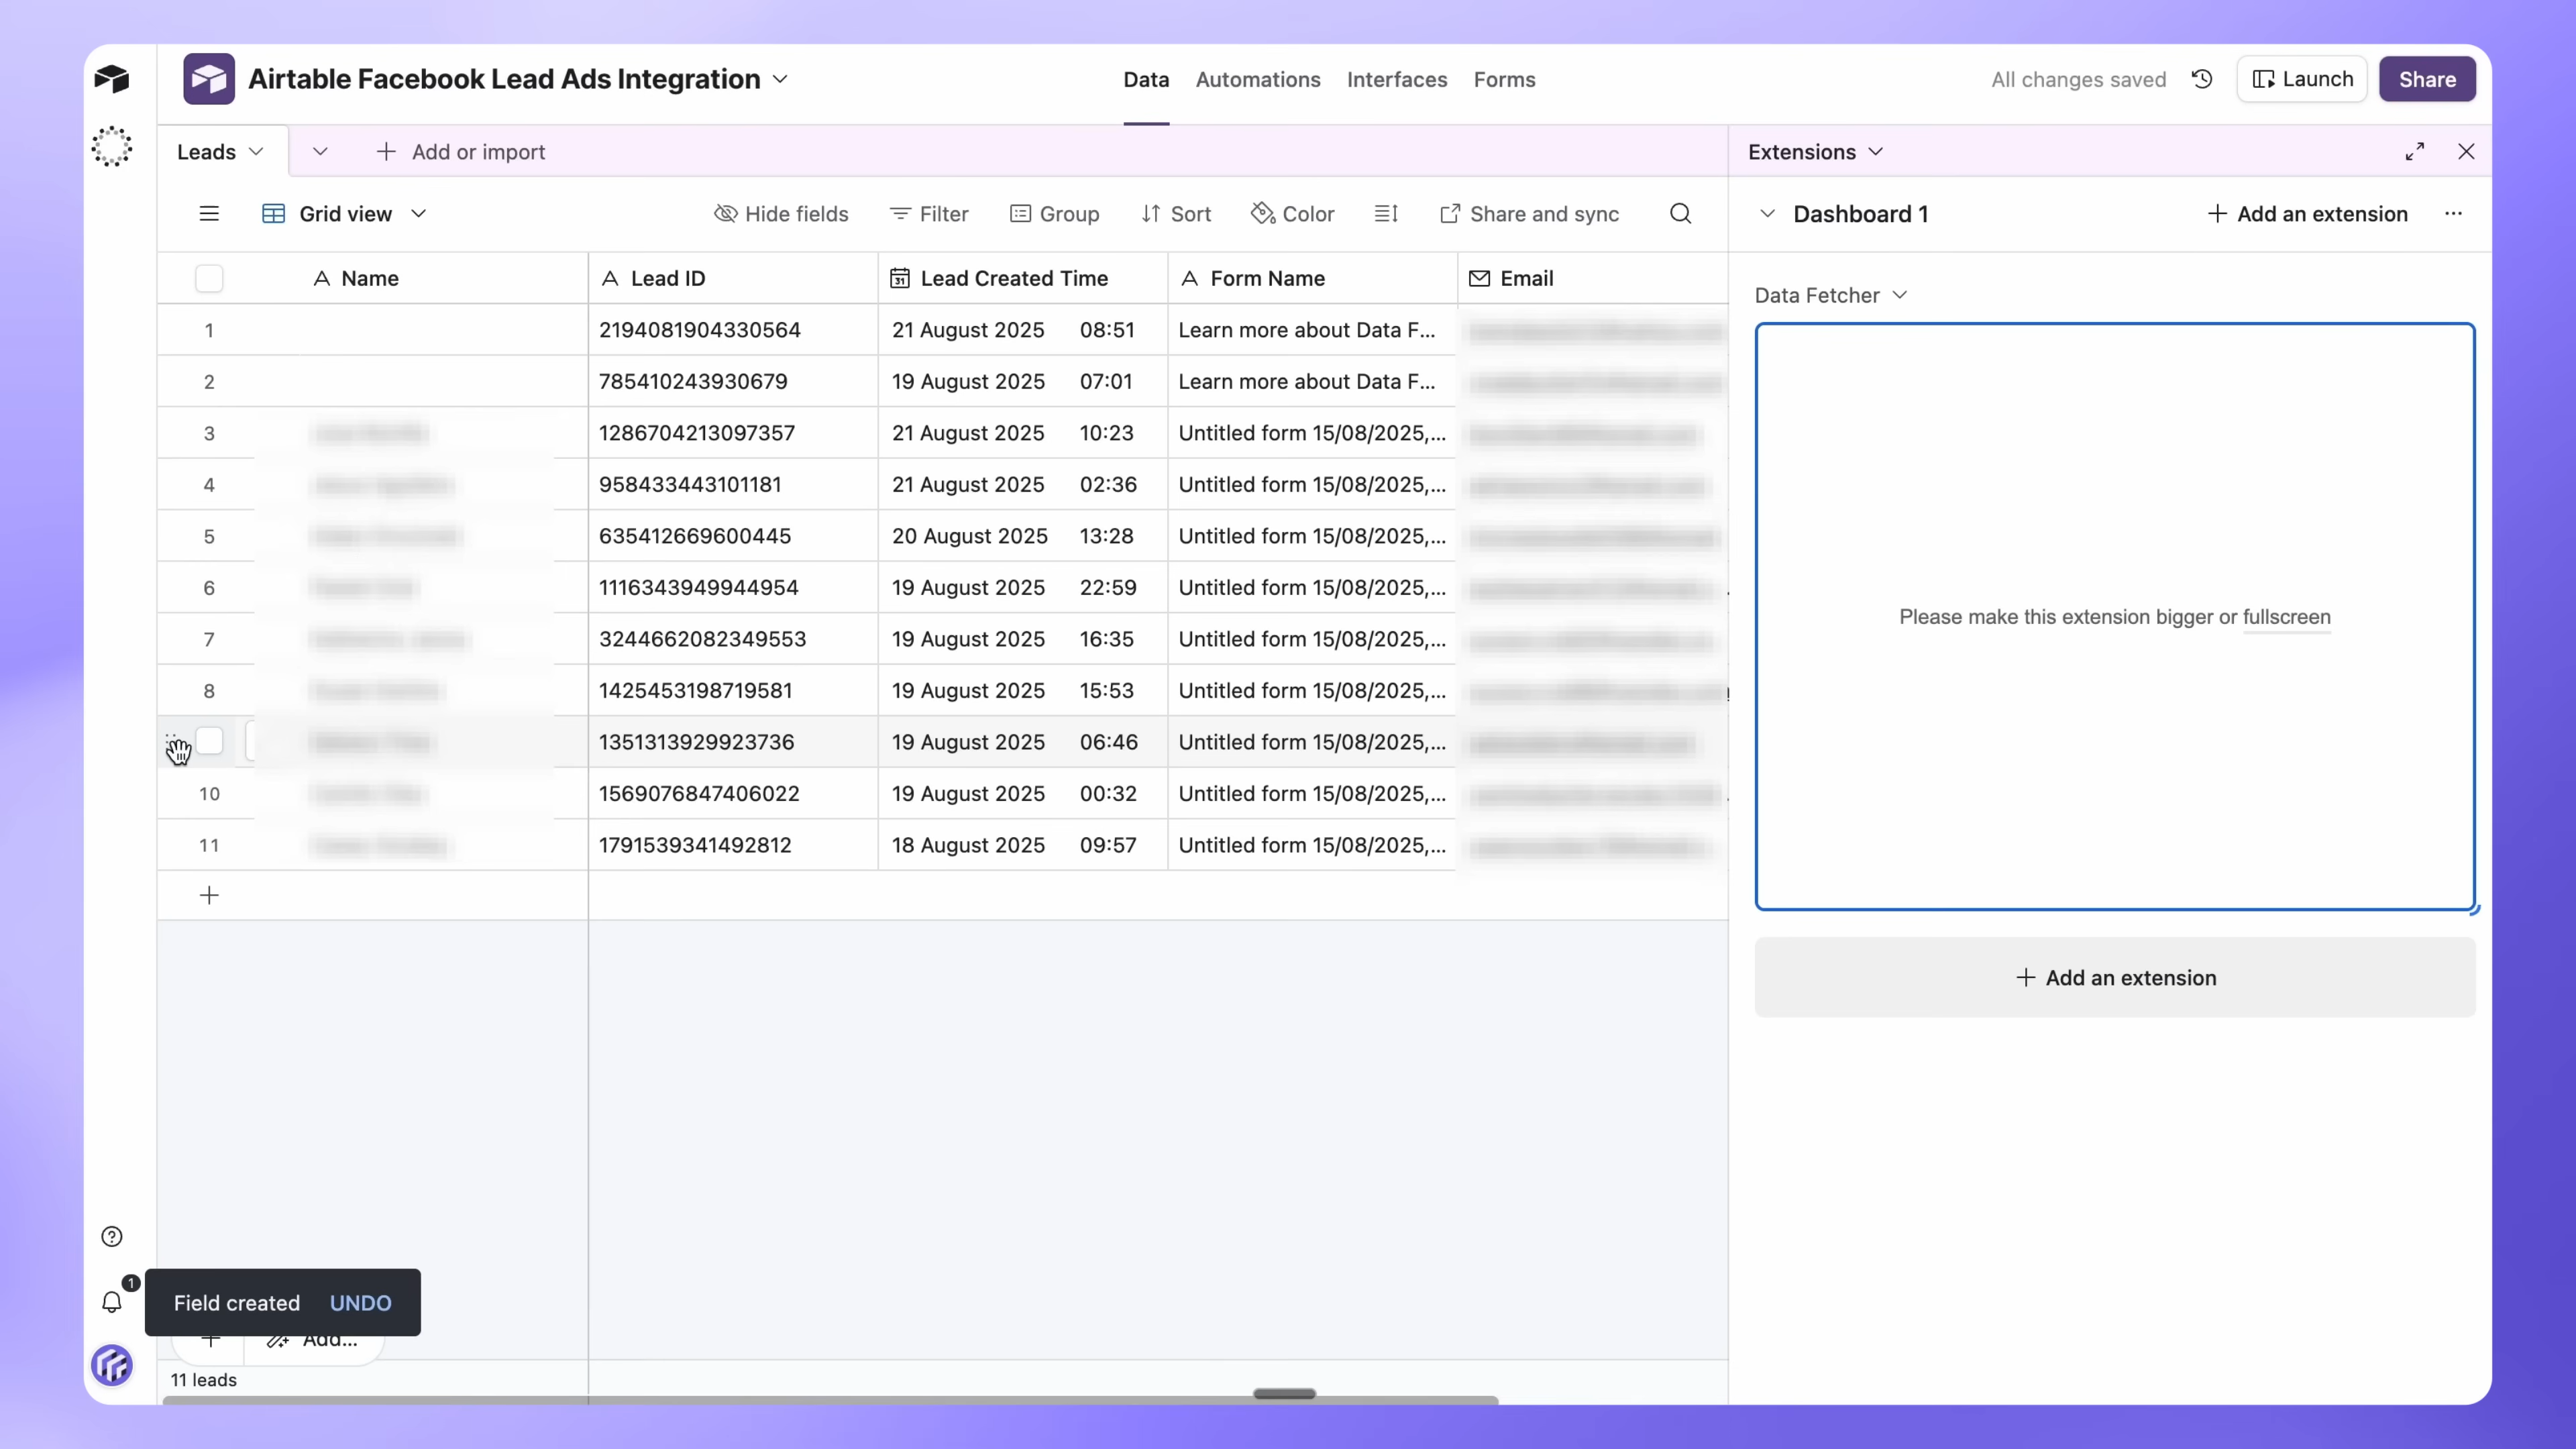 Airtable Facebook Lead Ads Integration
Data Automations Interfaces Forms
All changes saved Launch Share
Leads Add or import
Extensions
Grid view Hide fields Filter Group Sort Color Share and sync
Dashboard 1 Add an extension
Name Lead ID Lead Created Time Form Name Email
Data Fetcher
1 2194081904330564 21 August 2025 08:51 Learn more about Data F...
2 785410243930679 19 August 2025 07:01 Learn more about Data F...
3 1286704213097357 21 August 2025 10:23 Untitled form 15/08/2025,...
4 958433443101181 21 August 2025 02:36 Untitled form 15/08/2025,...
5 635412669600445 20 August 2025 13:28 Untitled form 15/08/2025,...
6 1116343949944954 19 August 2025 22:59 Untitled form 15/08/2025,...
7 3244662082349553 19 August 2025 16:35 Untitled form 15/08/2025,...
8 1425453198719581 19 August 2025 15:53 Untitled form 15/08/2025,...
1351313929923736 19 August 2025 06:46 Untitled form 15/08/2025,...
10 1569076847406022 19 August 2025 00:32 Untitled form 15/08/2025,...
11 1791539341492812 18 August 2025 09:57 Untitled form 15/08/2025,...
Please make this extension bigger or fullscreen
Add an extension
1
Field created UNDO
Add...
11 leads